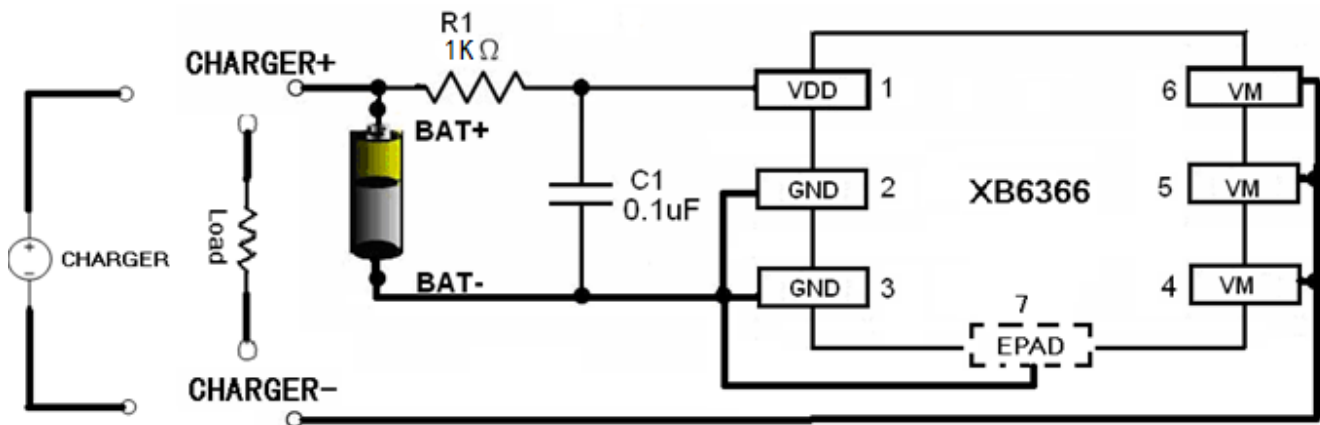 R1
1KΩ
CHARGER+
VDD
1
6
VM
BAT+
GND
2
XB6366
5
VM
C1
0.1uF
Load
+
-
CHARGER
BAT-
GND
3
4
VM
7
EPAD
CHARGER-